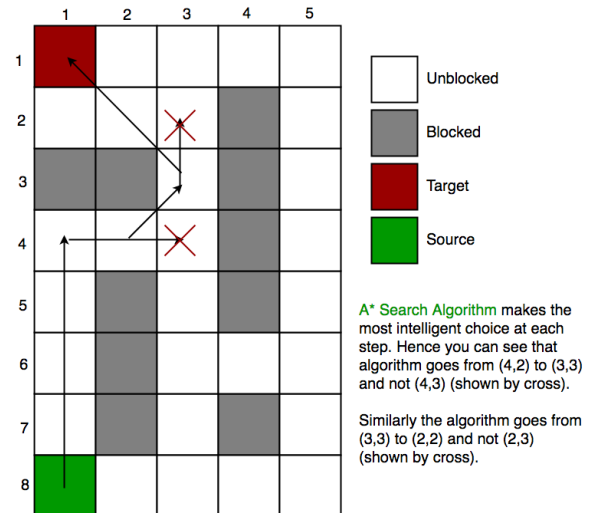 1 2 3 4 5
1
Unblocked
2
Blocked
3
Target
4
Source
5
A* Search Algorithm makes the
most intelligent choice at each
step. Hence you can see that
6
algorithm goes from (4,2) to (3,3)
and not (4,3) (shown by cross).
7
Similarly the algorithm goes from
(3,3) to (2,2) and not (2,3)
(shown by cross).
8